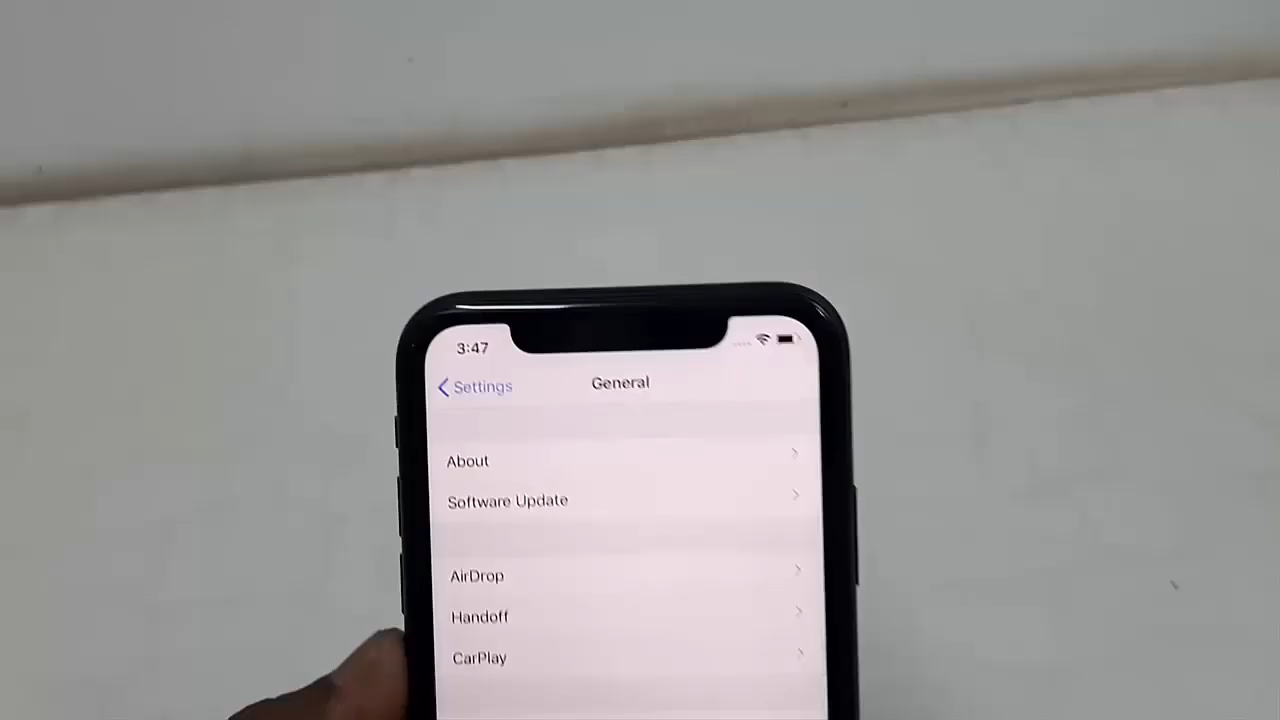 3:47
Settings
General
About
Software Update
AirDrop
Handoff
CarPlay